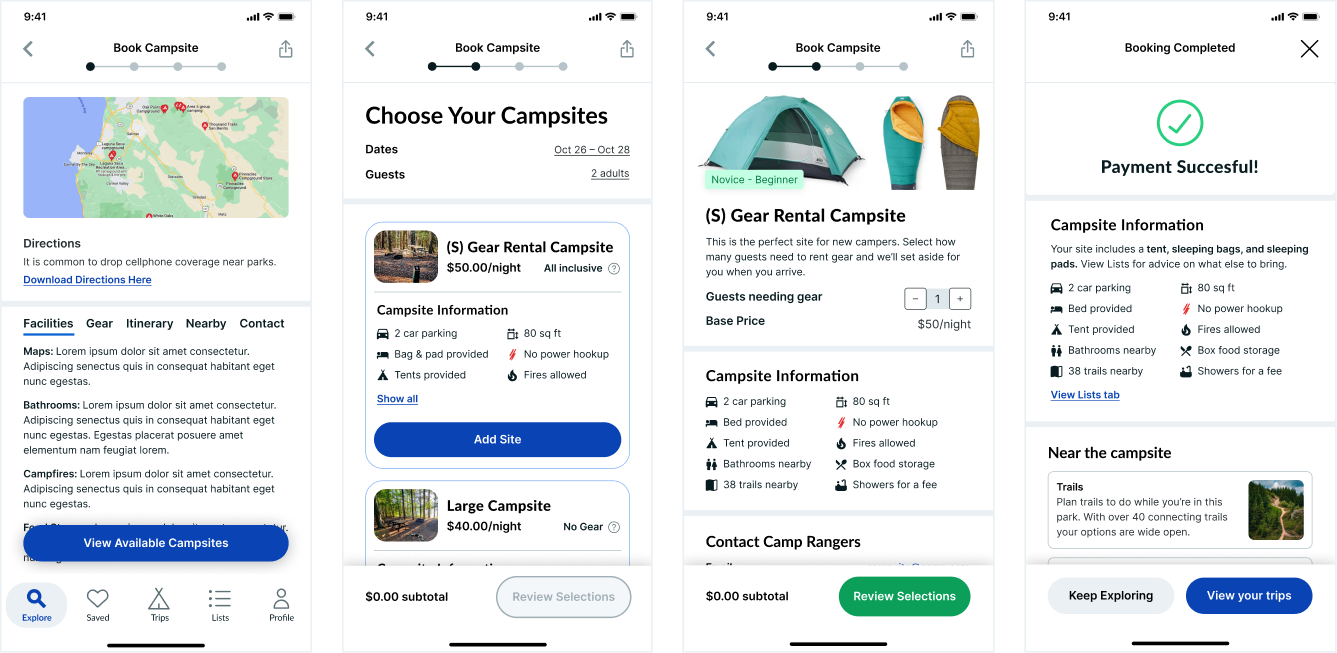 9:41
Book Campsite
Directions
It is common to drop cellphone coverage near parks.
Download Directions Here
Facilities Gear Itinerary Nearby Contact
Maps: Lorem ipsum dolor sit amet consectetur.
Adipiscing senectus quis in consequat habitant eget
nunc egestas.
Bathrooms: Lorem ipsum dolor sit amet consectetur.
Adipiscing senectus quis in consequat habitant eget
nunc egestas. Egestas placerat posuere amet
elementum nam feugiat lorem.
Campfires: Lorem ipsum dolor sit amet consectetur.
Adipiscing senectus quis in consequat habitant eget
nunc egestas.
View Available Campsites
Explore Saved Trips Lists Profile
9:41
Book Campsite
Choose Your Campsites
Dates Oct 26 – Oct 28
Guests 2 adults
(S) Gear Rental Campsite
$50.00/night All inclusive ?
Campsite Information
2 car parking 80 sq ft
Bag & pad provided No power hookup
Tents provided Fires allowed
Show all
Add Site
Large Campsite
$40.00/night No Gear ?
$0.00 subtotal Review Selections
9:41
Book Campsite
Novice - Beginner
(S) Gear Rental Campsite
This is the perfect site for new campers. Select how
many guests need to rent gear and we'll set aside for
you when you arrive.
Guests needing gear − 1 +
Base Price $50/night
Campsite Information
2 car parking 80 sq ft
Bed provided No power hookup
Tent provided Fires allowed
Bathrooms nearby Box food storage
38 trails nearby Showers for a fee
Contact Camp Rangers
$0.00 subtotal Review Selections
9:41
Booking Completed
Payment Succesful!
Campsite Information
Your site includes a tent, sleeping bags, and sleeping
pads. View Lists for advice on what else to bring.
2 car parking 80 sq ft
Bed provided No power hookup
Tent provided Fires allowed
Bathrooms nearby Box food storage
38 trails nearby Showers for a fee
View Lists tab
Near the campsite
Trails
Plan trails to do while you're in this
park. With over 40 connecting trails
your options are wide open.
Keep Exploring View your trips